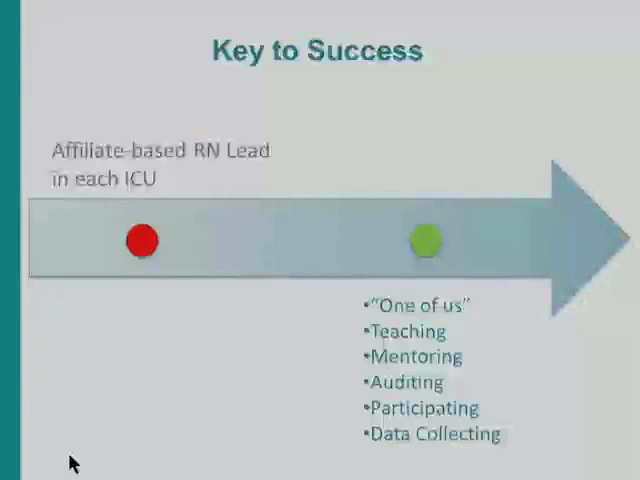 Key to Success
Affiliate-based RN Lead
in each ICU
•"One of us"
•Teaching
•Mentoring
•Auditing
•Participating
•Data Collecting